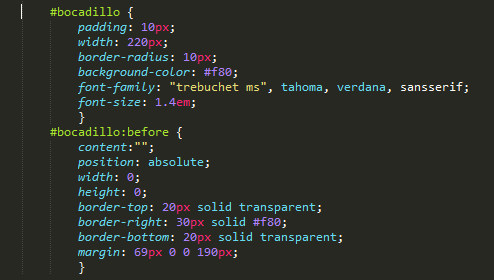 #bocadillo {
padding: 10px;
width: 220px;
border-radius: 10px;
background-color: #f80;
font-family: "trebuchet ms", tahoma, verdana, sansserif;
font-size: 1.4em;
}
#bocadillo:before {
content:"";
position: absolute;
width: 0;
height: 0;
border-top: 20px solid transparent;
border-right: 30px solid #f80;
border-bottom: 20px solid transparent;
margin: 69px 0 0 190px;
}